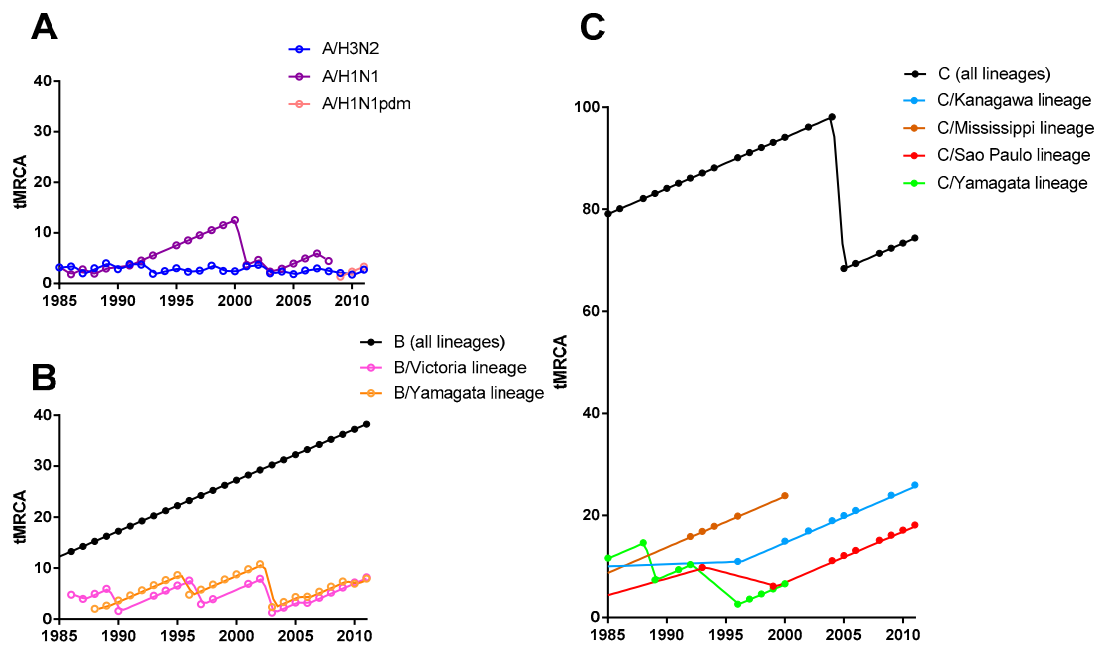 A
A/H3N2
A/H1N1
A/H1N1pdm
40
30
20
10
0
tMRCA
1985 1990 1995 2000 2005 2010
B
B (all lineages)
B/Victoria lineage
B/Yamagata lineage
40
30
20
10
0
tMRCA
1985 1990 1995 2000 2005 2010
C
C (all lineages)
C/Kanagawa lineage
C/Mississippi lineage
C/Sao Paulo lineage
C/Yamagata lineage
100
80
60
40
20
0
tMRCA
1985 1990 1995 2000 2005 2010